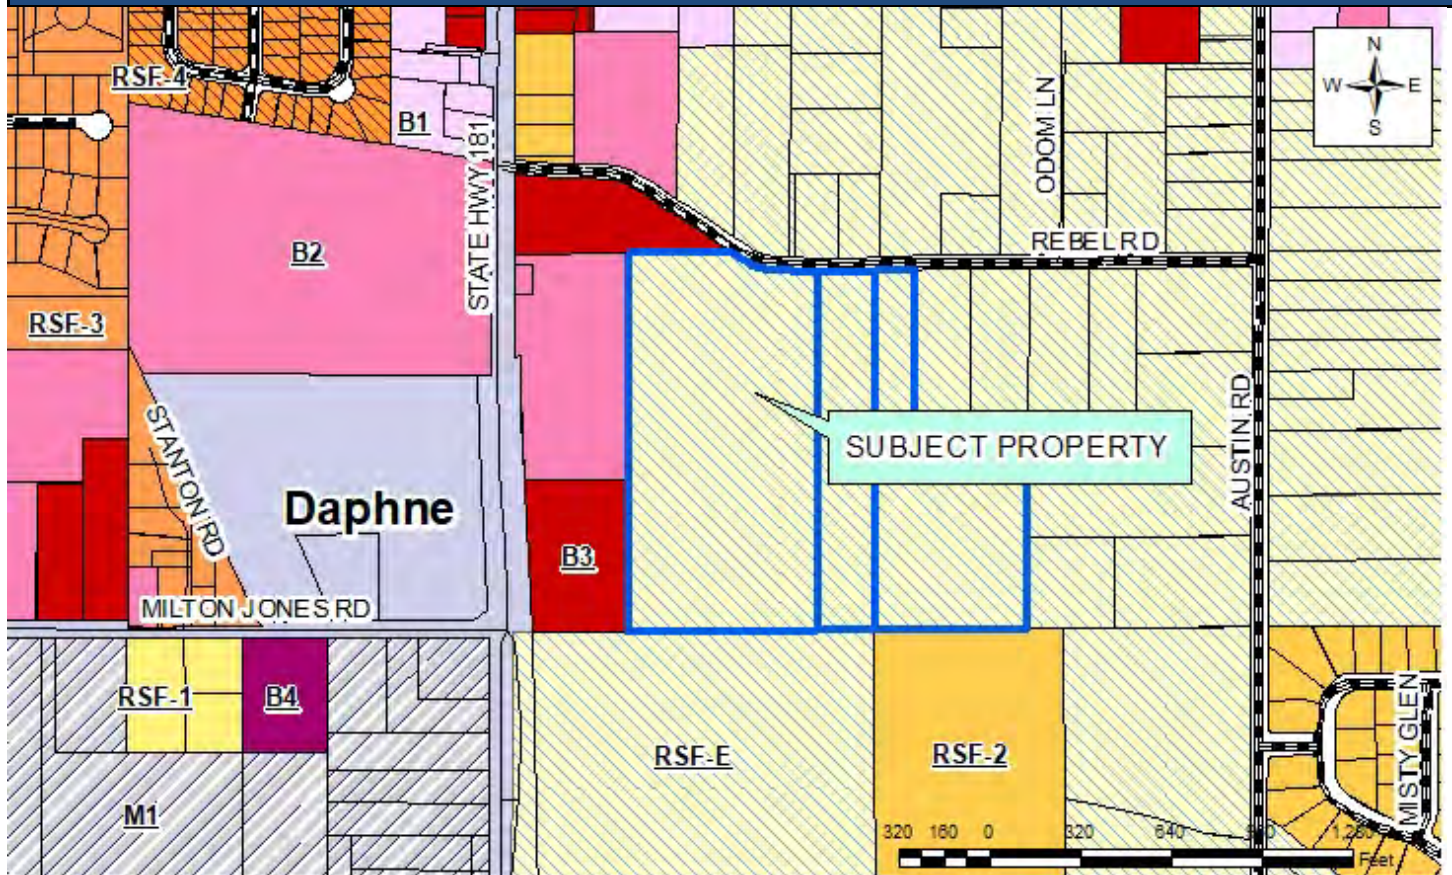 N
W E
S
RSF-4
B1
STATE HWY 181
ODOM LN
REBEL RD
B2
RSF-3
STANTON RD
SUBJECT PROPERTY
AUSTIN RD
Daphne
B3
MILTON JONES RD
RSF-1
B4
RSF-E
RSF-2
MISTY GLEN
M1
320 160 0 320 640
Feet